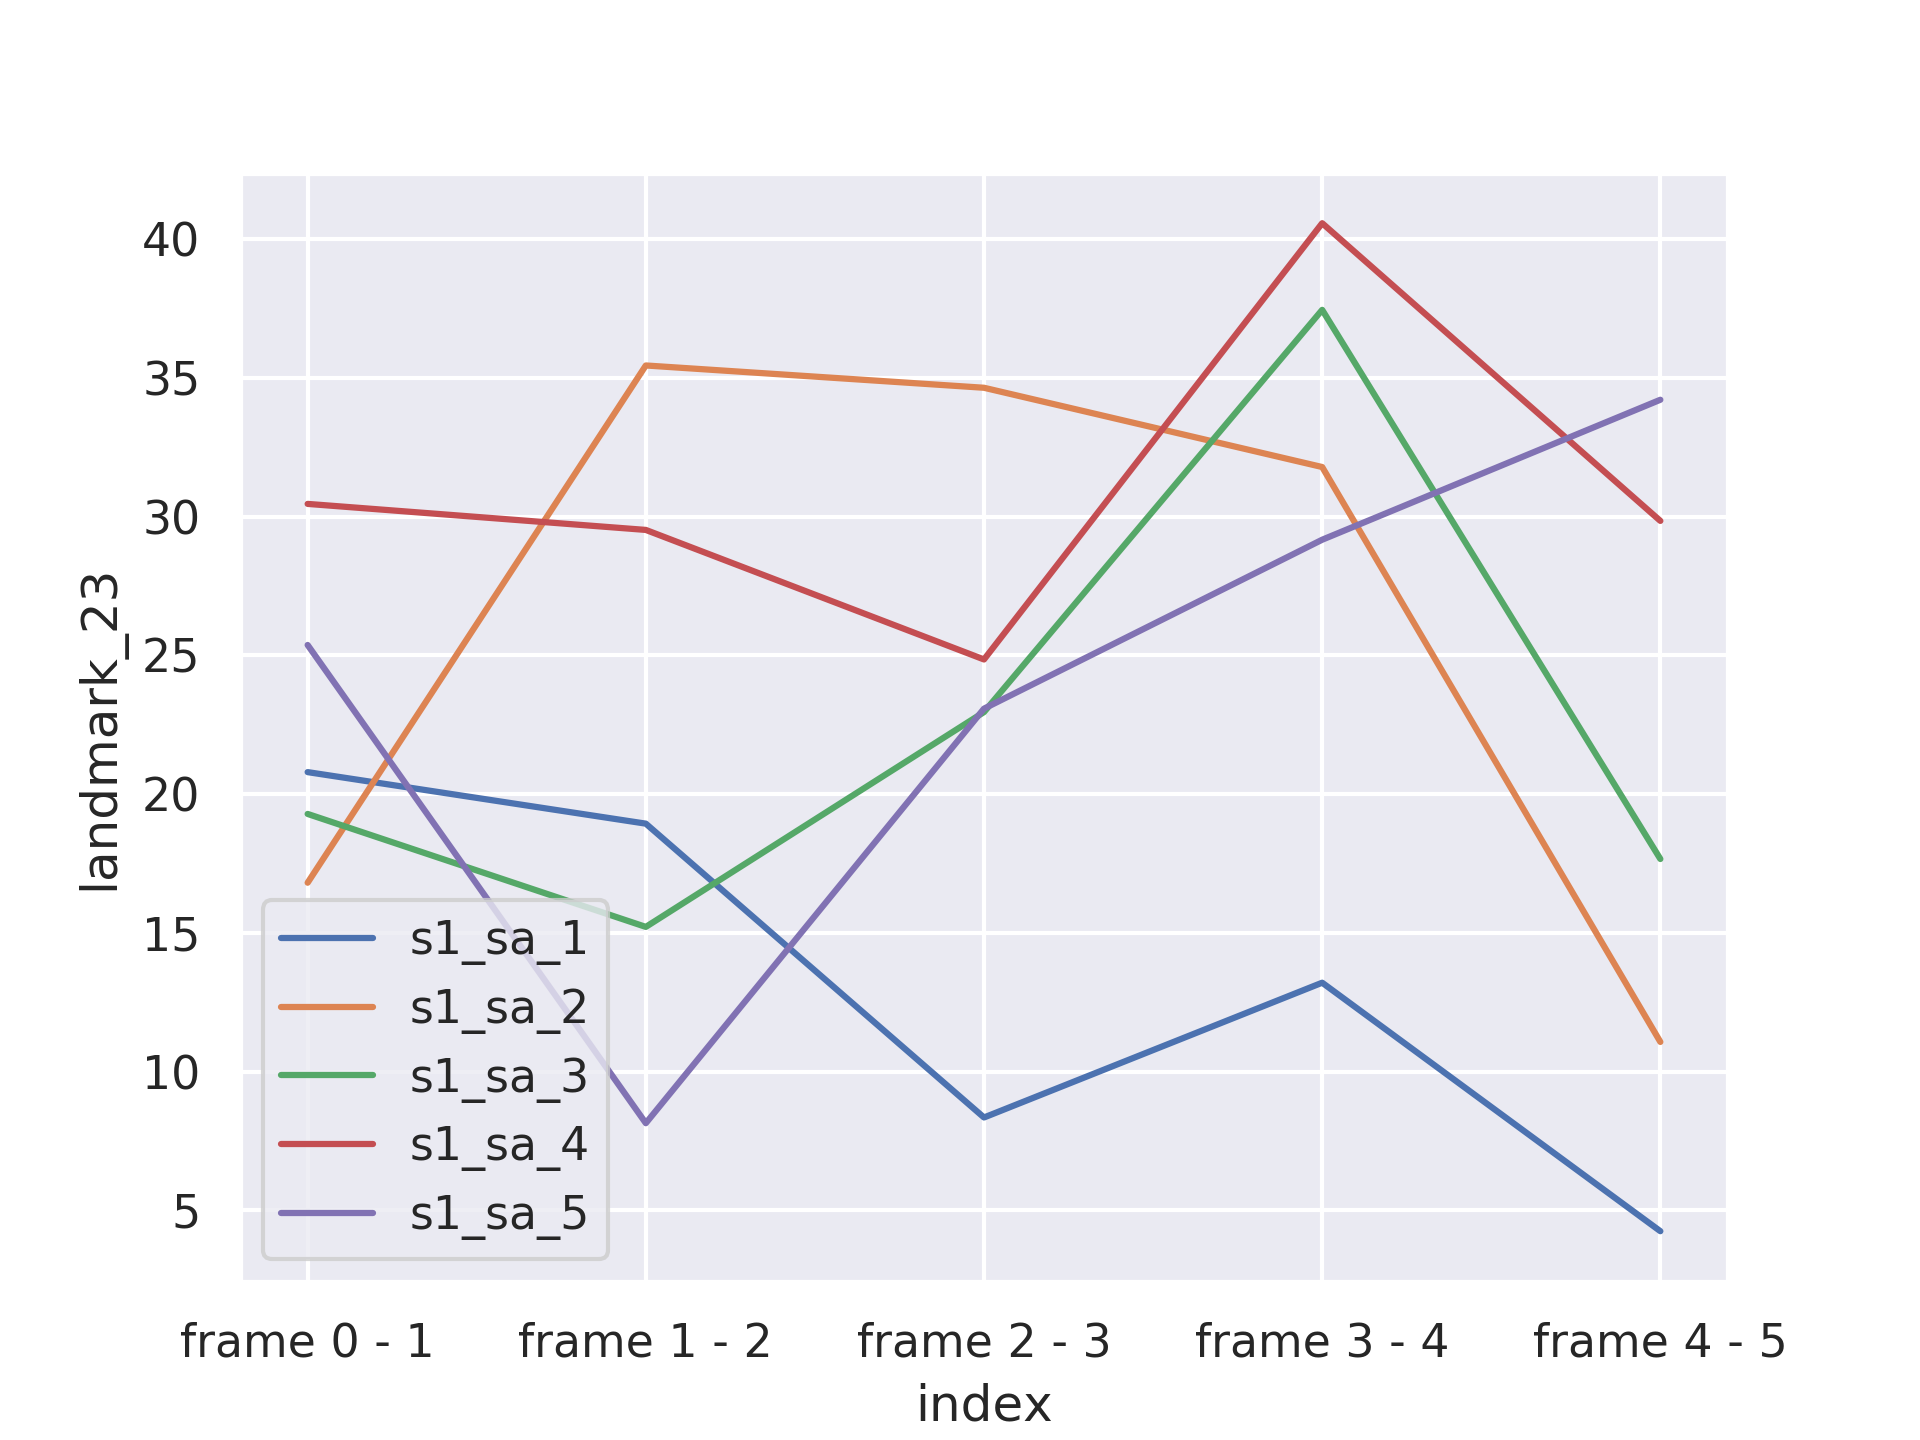 40
35
30
25
20
15
10
5
landmark_23
s1_sa_1
s1_sa_2
s1_sa_3
s1_sa_4
s1_sa_5
frame 0 - 1 frame 1 - 2 frame 2 - 3 frame 3 - 4 frame 4 - 5
index